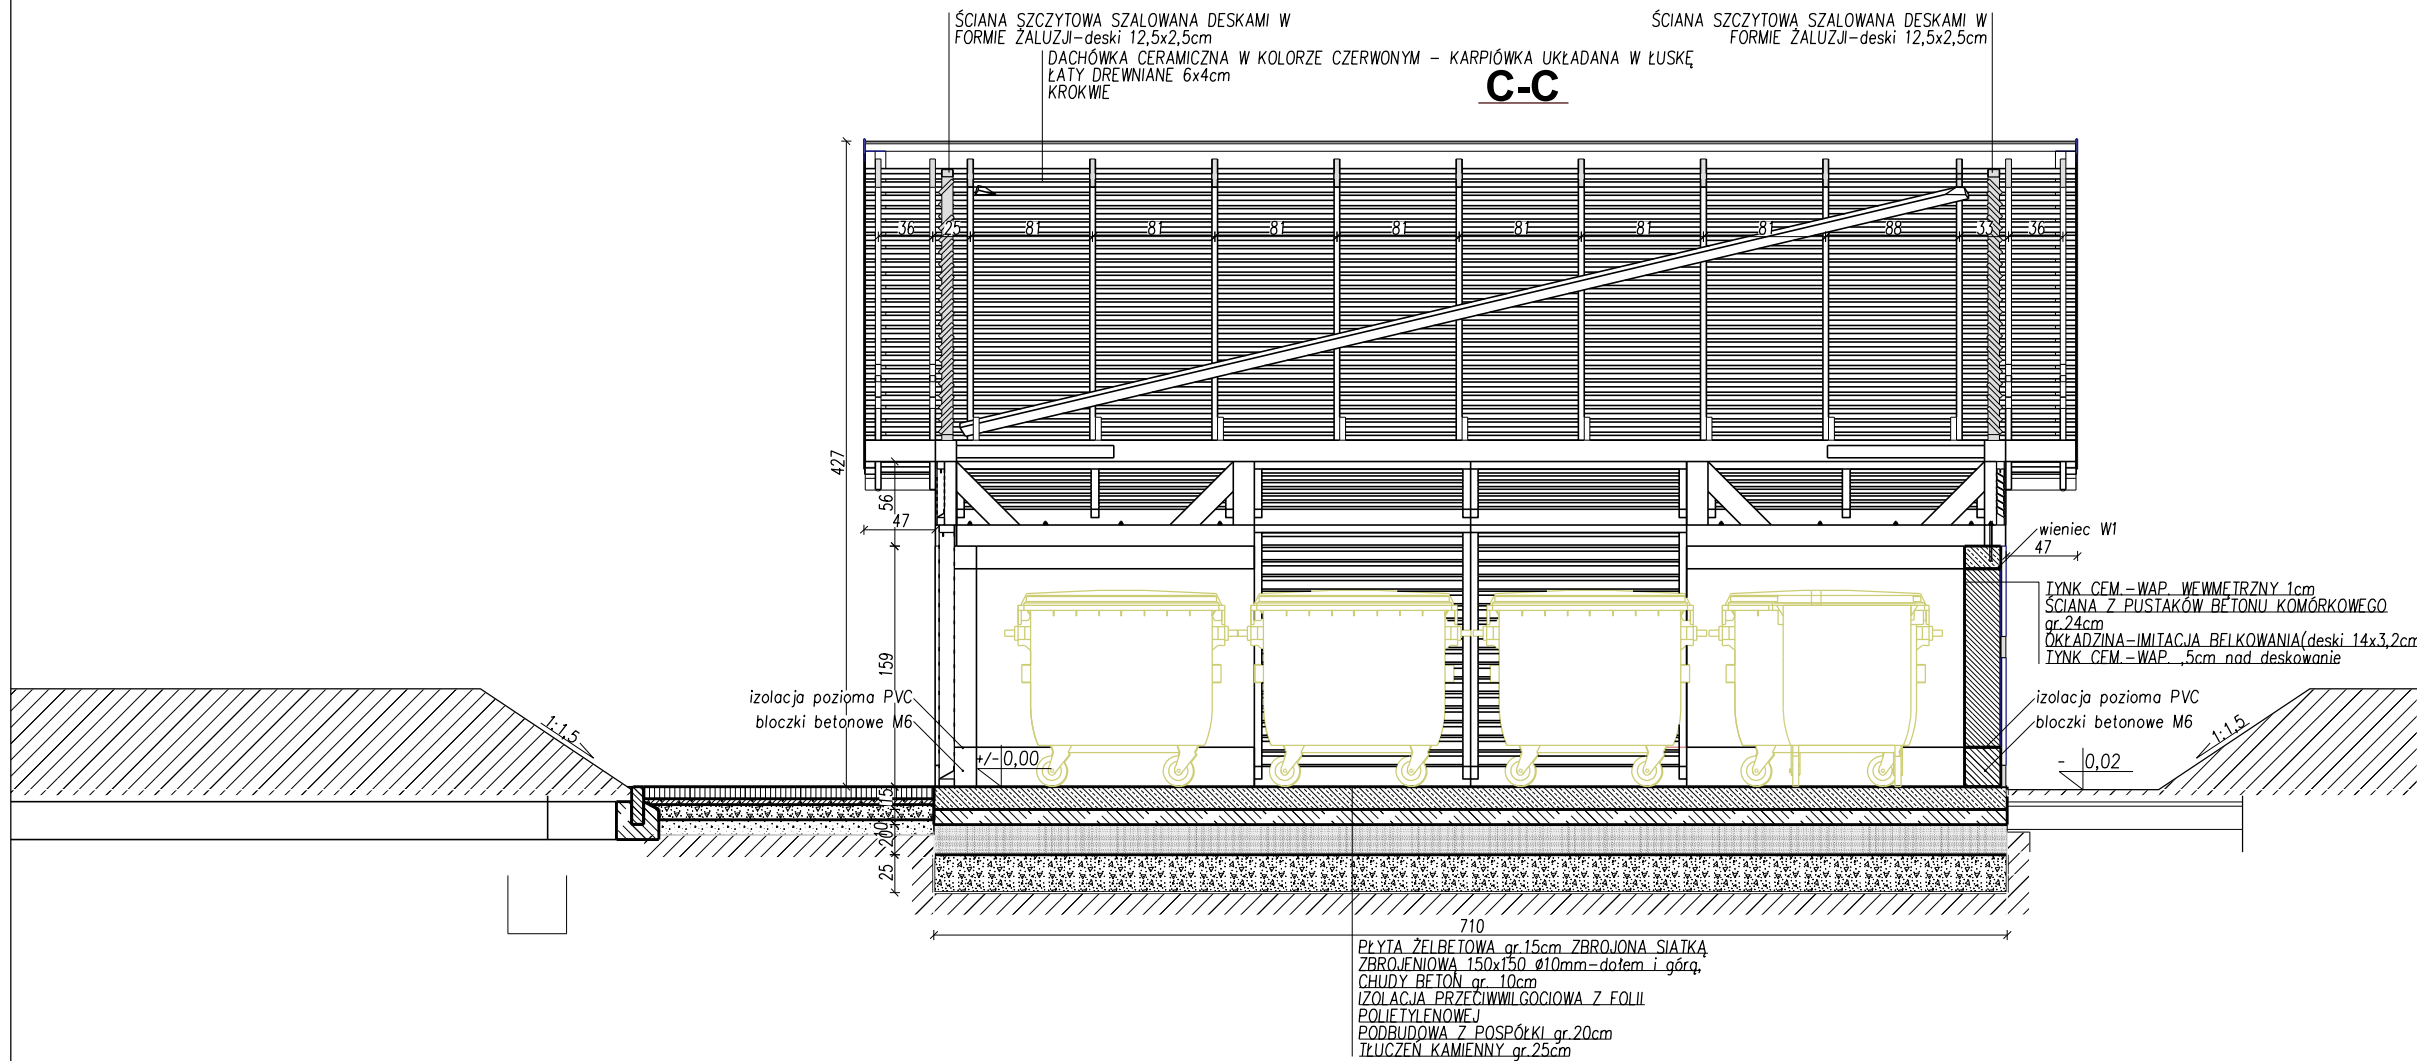 ŚCIANA SZCZYTOWA SZALOWANA DESKAMI W
FORMIE ŻALUZJI-deski 12,5x2,5cm
ŚCIANA SZCZYTOWA SZALOWANA DESKAMI W
FORMIE ŻALUZJI-deski 12,5x2,5cm
DACHÓWKA CERAMICZNA W KOLORZE CZERWONYM - KARPIÓWKA UKŁADANA W ŁUSKĘ
ŁATY DREWNIANE 6x4cm
KROKWIE
C-C
36 25 81 81 81 81 81 81 81 88 33 36
427
56
47
159
wieniec W1
47
TYNK CEM.-WAP. WEWMĘTRZNY 1cm
ŚCIANA Z PUSTAKÓW BETONU KOMÓRKOWEGO
gr.24cm
OKŁADZINA-IMITACJA BELKOWANIA(deski 14x3,2cm
TYNK CEM.-WAP. ,5cm nad deskowanie
izolacja pozioma PVC
bloczki betonowe M6
izolacja pozioma PVC
bloczki betonowe M6
1:1,5
1:1,5
+/-0,00
- 0,02
15
10
20
25
710
PŁYTA ŻELBETOWA gr.15cm ZBROJONA SIATKĄ
ZBROJENIOWĄ 150x150 Ø10mm-dołem i górą,
CHUDY BETON gr. 10cm
IZOLACJA PRZECIWWILGOCIOWA Z FOLII
POLIETYLENOWEJ
PODBUDOWA Z POSPÓŁKI gr.20cm
TŁUCZEŃ KAMIENNY gr.25cm